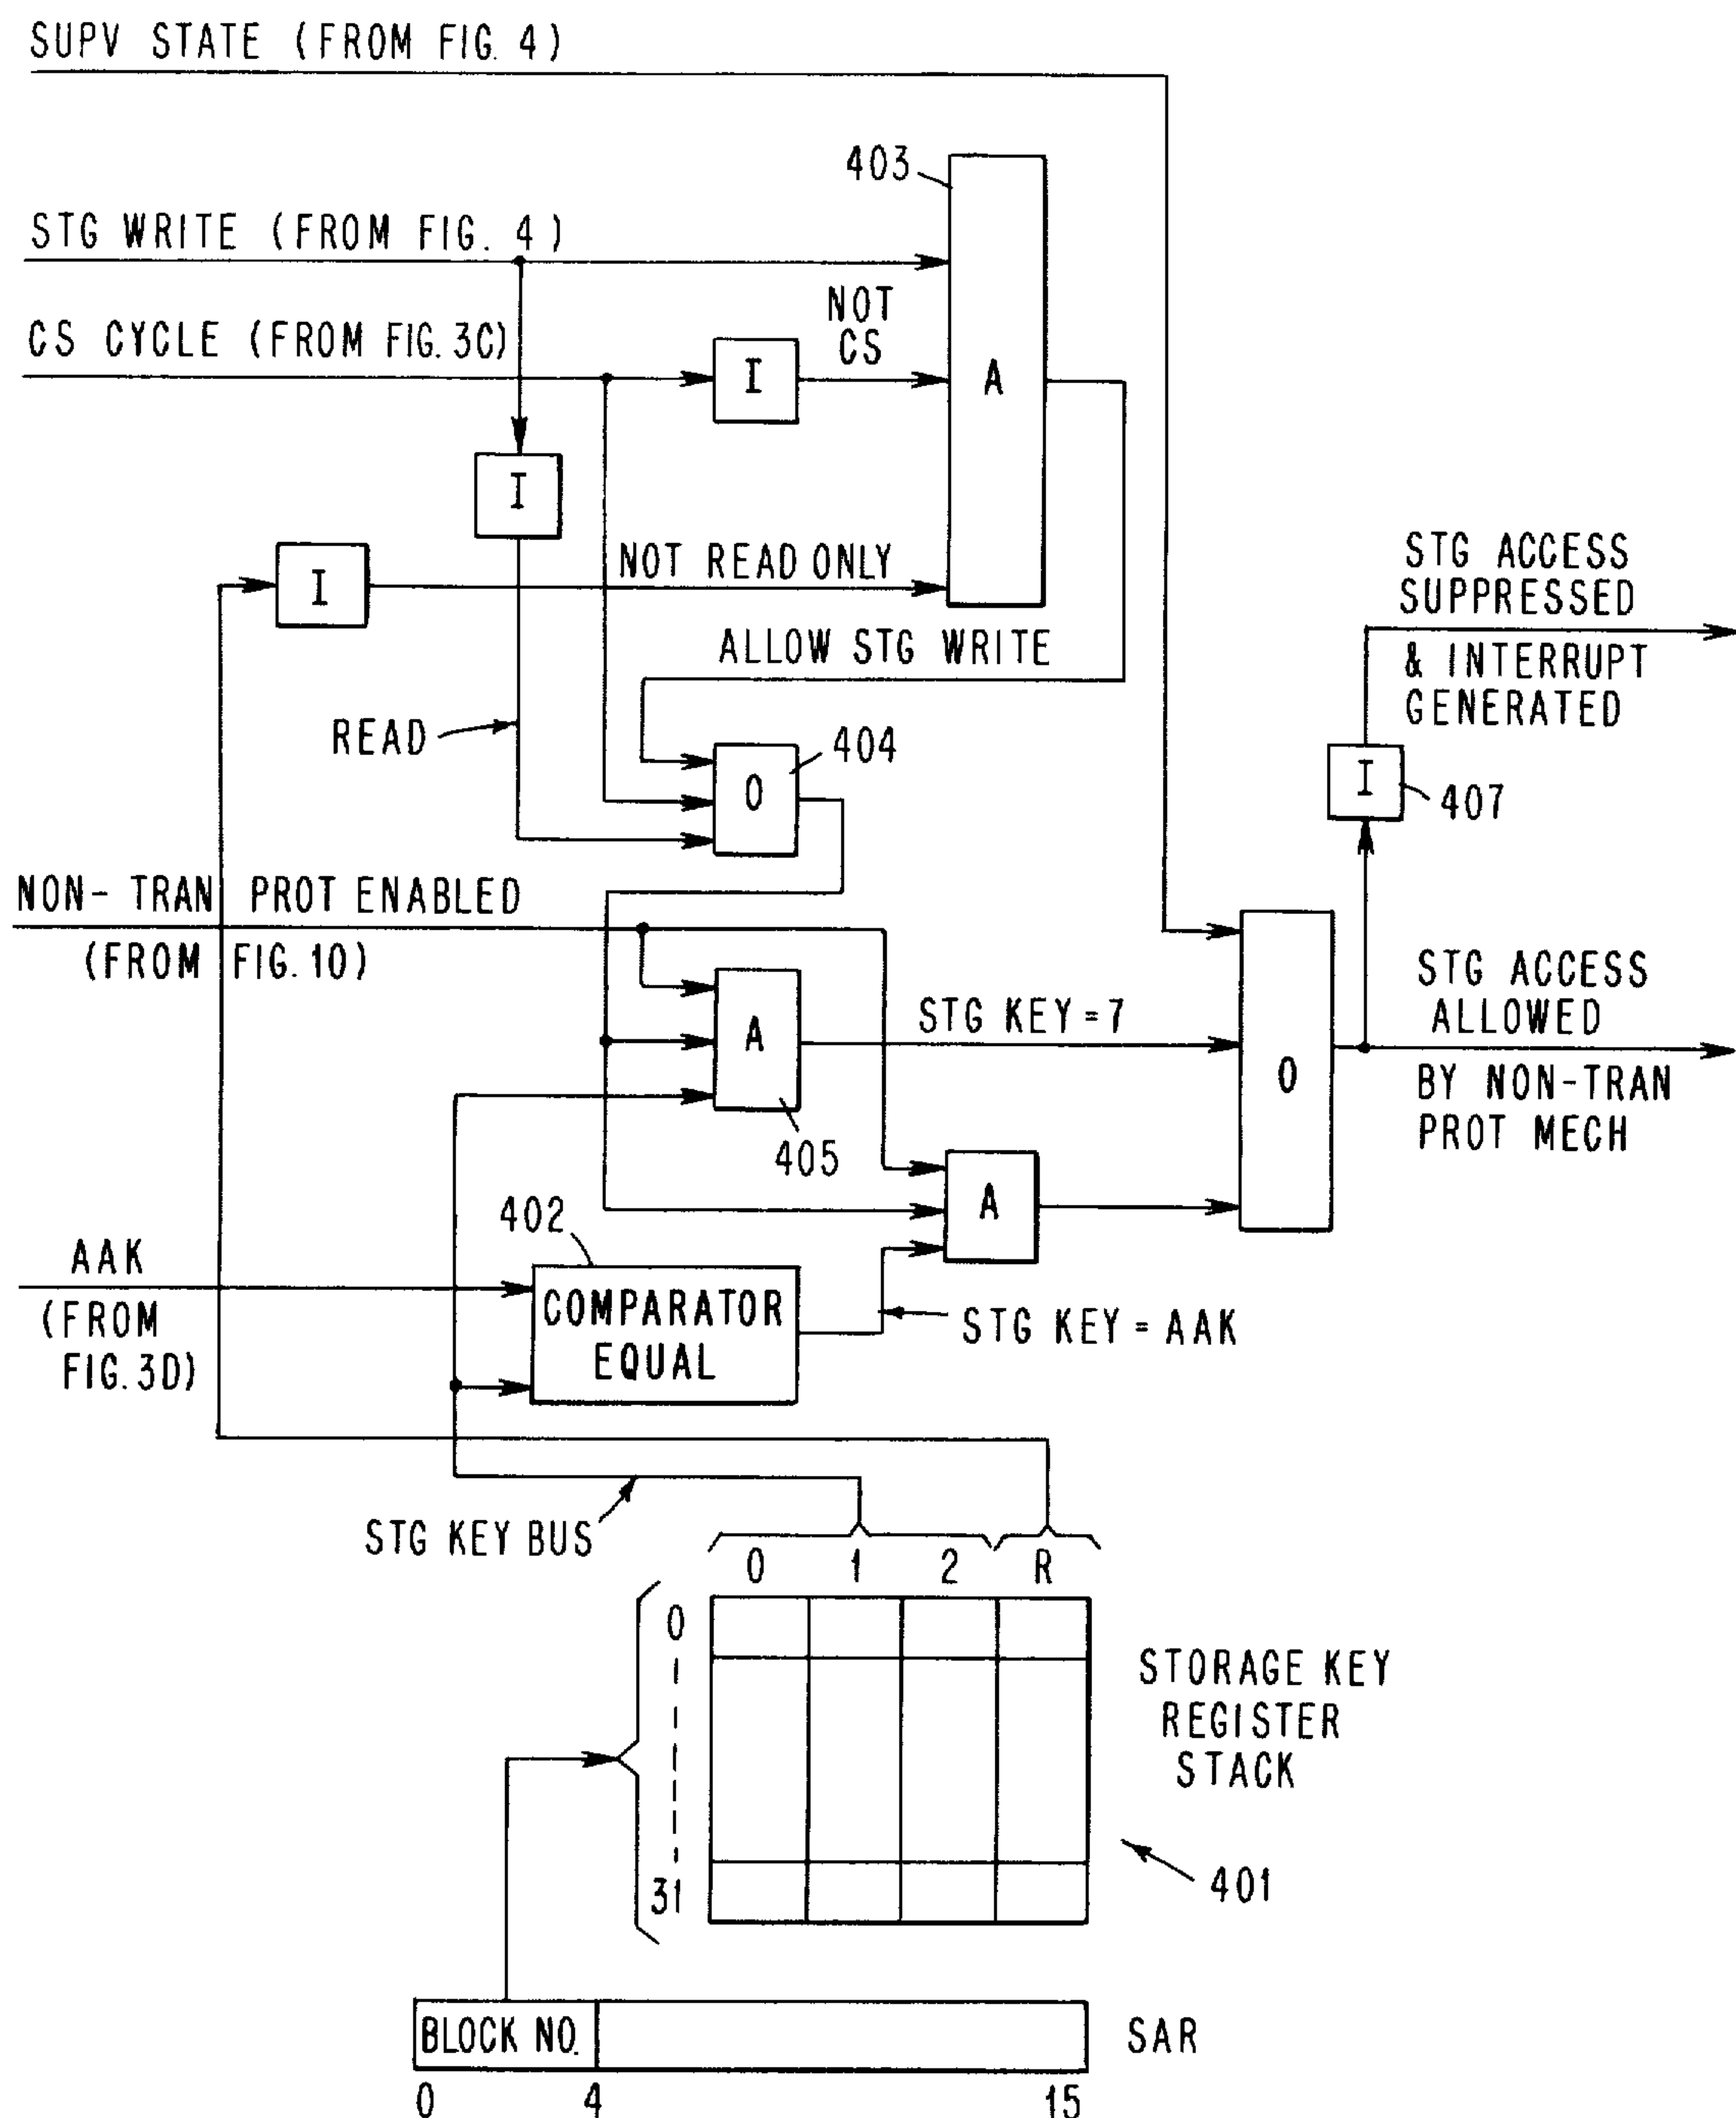 SUPV STATE (FROM FIG. 4)
403
STG WRITE (FROM FIG. 4)
NOT
CS
CS CYCLE (FROM FIG. 3C)
I
A
I
I
NOT READ ONLY
STG ACCESS
SUPPRESSED
& INTERRUPT
GENERATED
ALLOW STG WRITE
READ
404
O
I
407
NON-TRAN PROT ENABLED
(FROM FIG. 10)
A
405
STG KEY = 7
O
STG ACCESS
ALLOWED
BY NON-TRAN
PROT MECH
A
402
AAK
(FROM
FIG. 3D)
COMPARATOR
EQUAL
STG KEY = AAK
STG KEY BUS
0 1 2 R
0
31
STORAGE KEY
REGISTER
STACK
401
BLOCK NO.
SAR
0 4 15